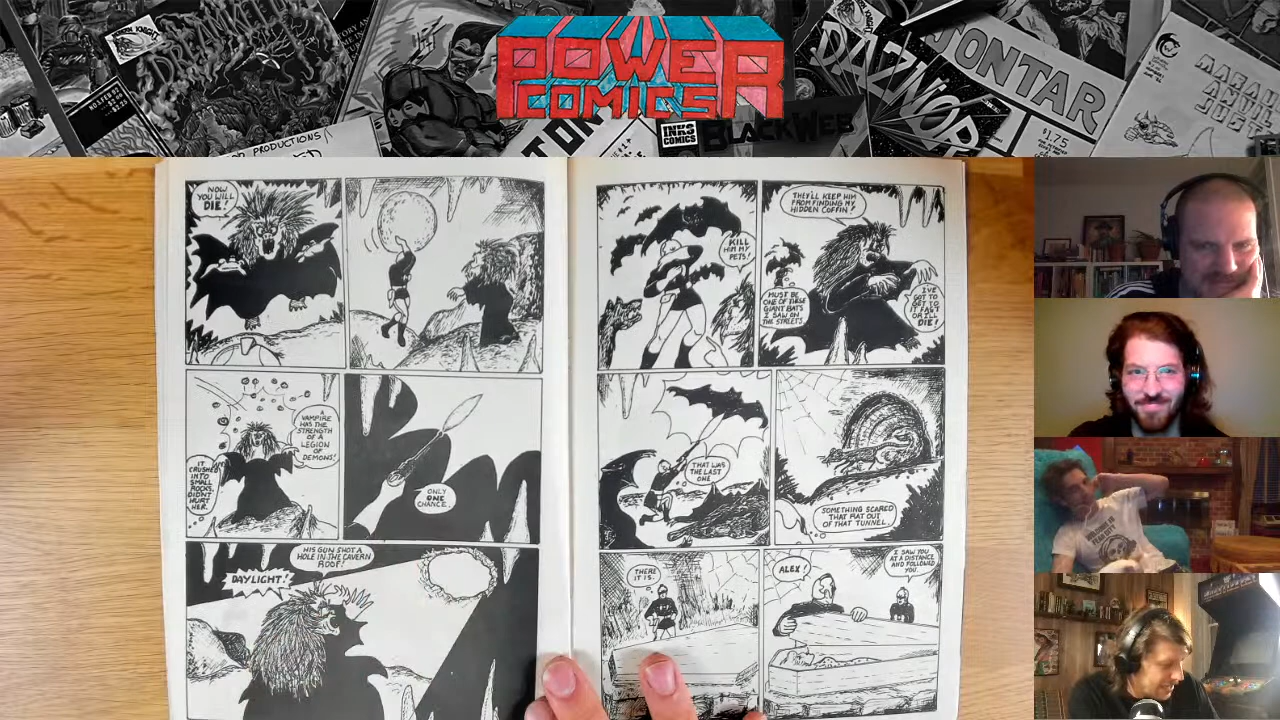 POWER
COMICS
DRAKKON
PRODUCTIONS
INKS
COMICS
BLACKWEB
JONTAR
$1.75
NOW
YOU WILL
DIE!
VAMPIRE
HAS THE
STRENGTH
OF A
LEGION
OF
DEMONS!
IT
CRUSHED
INTO
SMALL
ROCKS.
DIDN'T
HURT
HER.
ONLY
ONE
CHANCE.
HIS GUN SHOT A
HOLE IN THE CAVERN
ROOF!
DAYLIGHT!
KILL
HIM MY
PETS!
THEY'LL KEEP HIM
FROM FINDING MY
HIDDEN COFFIN!
MUST BE
ONE OF THESE
GIANT BATS
I SAW ON
THE STREETS.
I'VE
GOT TO
GET TO
IT FAST
OR I'LL
DIE!
THAT WAS
THE LAST
ONE
SOMETHING SCARED
THAT RAT OUT
OF THAT TUNNEL.
THERE
IT IS.
ALEX!
I SAW YOU
AT A DISTANCE
AND FOLLOWED
YOU.